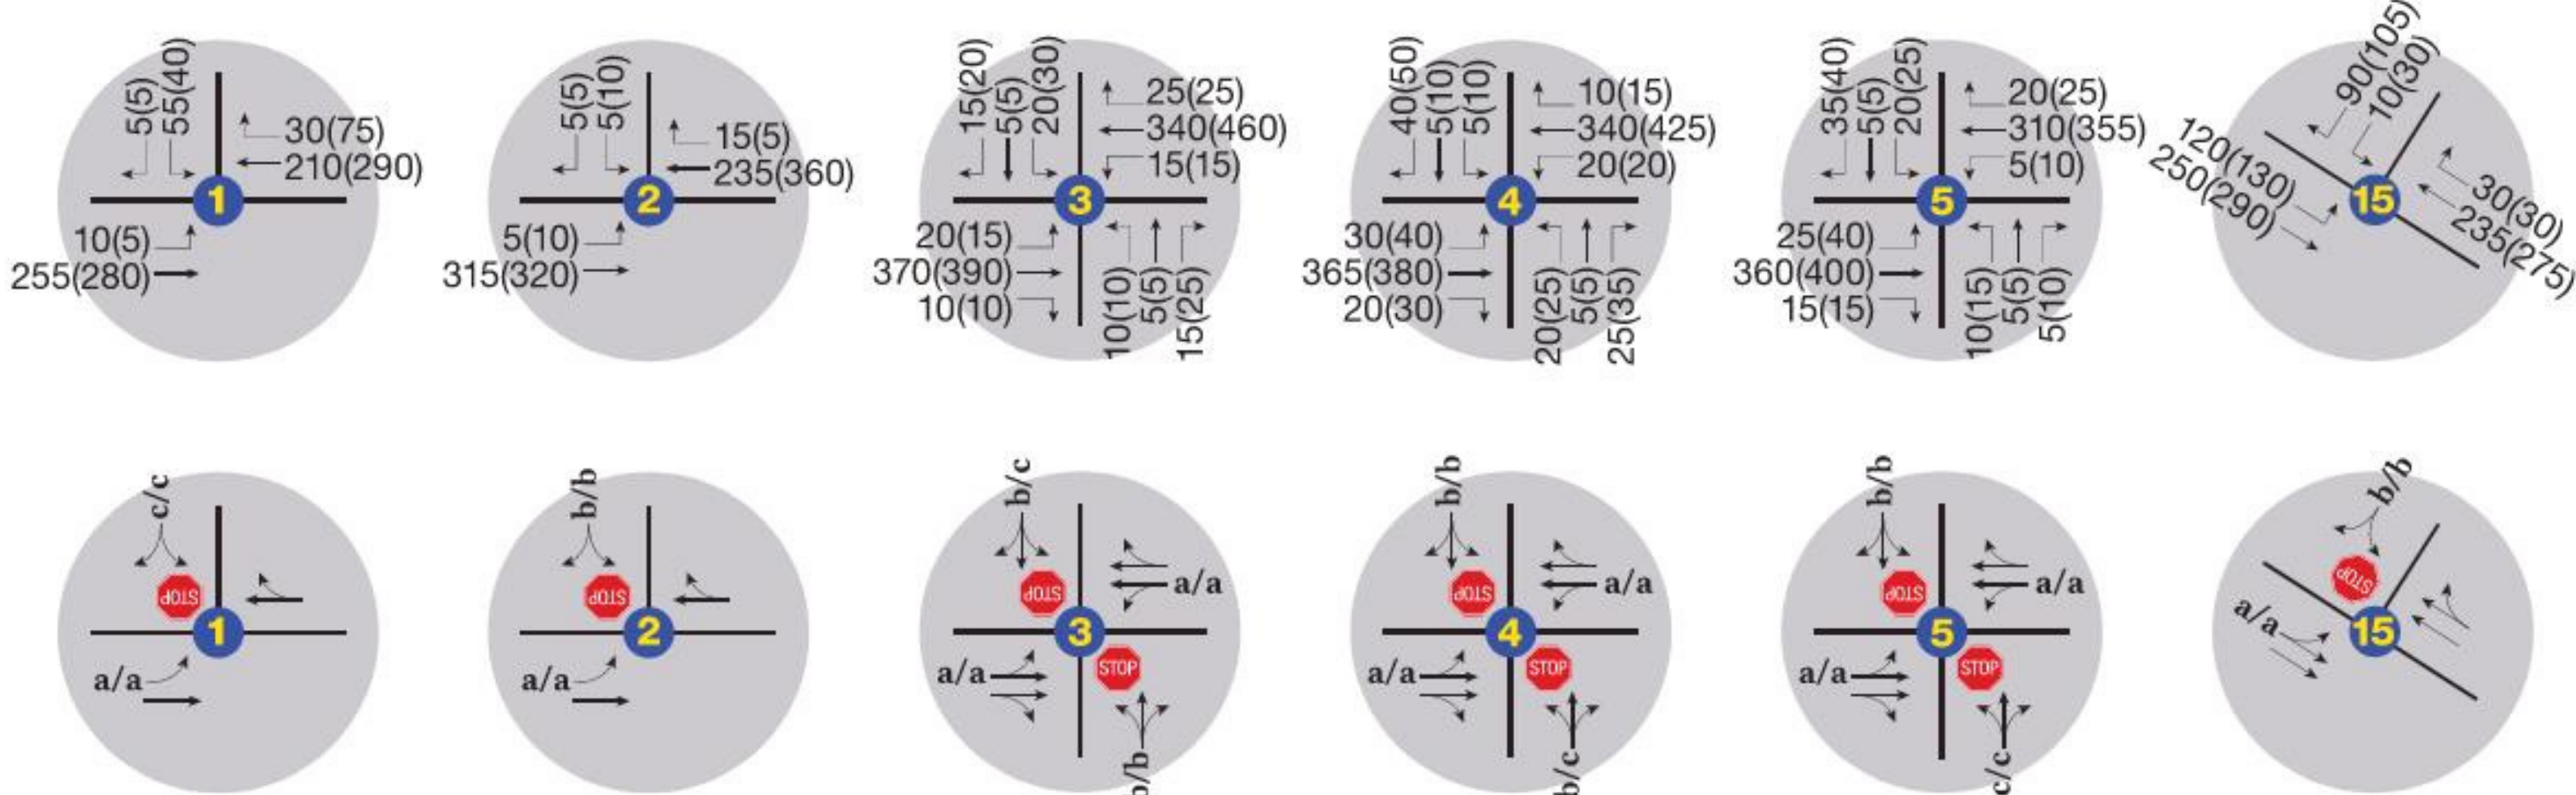 5(5)
55(40)
30(75)
210(290)
10(5)
255(280)
1
5(5)
5(10)
15(5)
235(360)
5(10)
315(320)
2
15(20)
5(5)
20(30)
25(25)
340(460)
15(15)
20(15)
370(390)
10(10)
10(10)
5(5)
15(25)
3
40(50)
5(10)
5(10)
10(15)
340(425)
20(20)
30(40)
365(380)
20(30)
20(25)
5(5)
25(35)
4
35(40)
5(5)
20(25)
20(25)
310(355)
5(10)
25(40)
360(400)
15(15)
10(15)
5(5)
5(10)
5
90(105)
10(30)
120(130)
250(290)
30(30)
235(275)
15
c/c
STOP
1
a/a
b/b
STOP
2
a/a
b/c
STOP
a/a
3
a/a
STOP
b/b
b/b
STOP
a/a
4
a/a
STOP
b/c
b/b
STOP
a/a
5
a/a
STOP
c/c
b/b
STOP
a/a
15